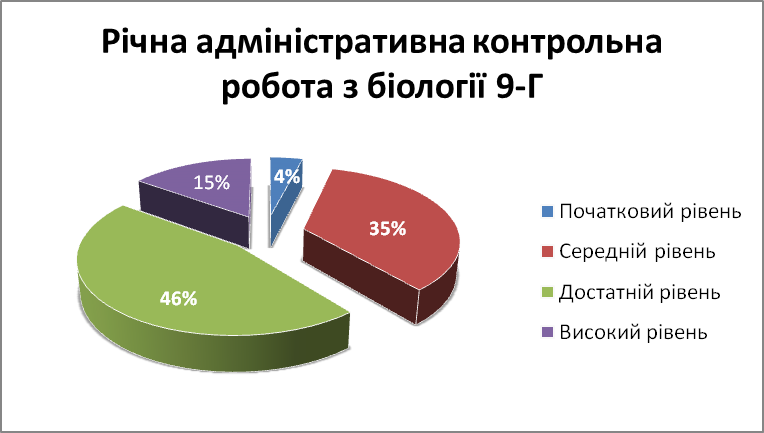 Річна адміністративна контрольна
робота з біології 9-Г
4%
15%
35%
46%
Початковий рівень
Середній рівень
Достатній рівень
Високий рівень